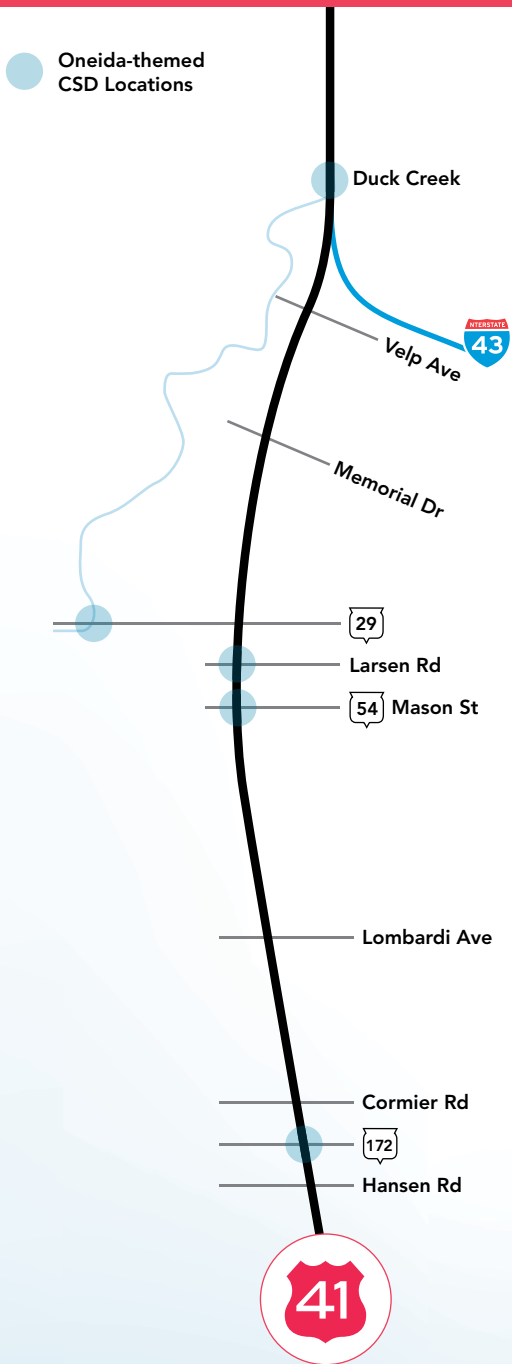 Oneida-themed
CSD Locations
Duck Creek
NTERSTATE
43
Velp Ave
Memorial Dr
29
Larsen Rd
54 Mason St
Lombardi Ave
Cormier Rd
172
Hansen Rd
41